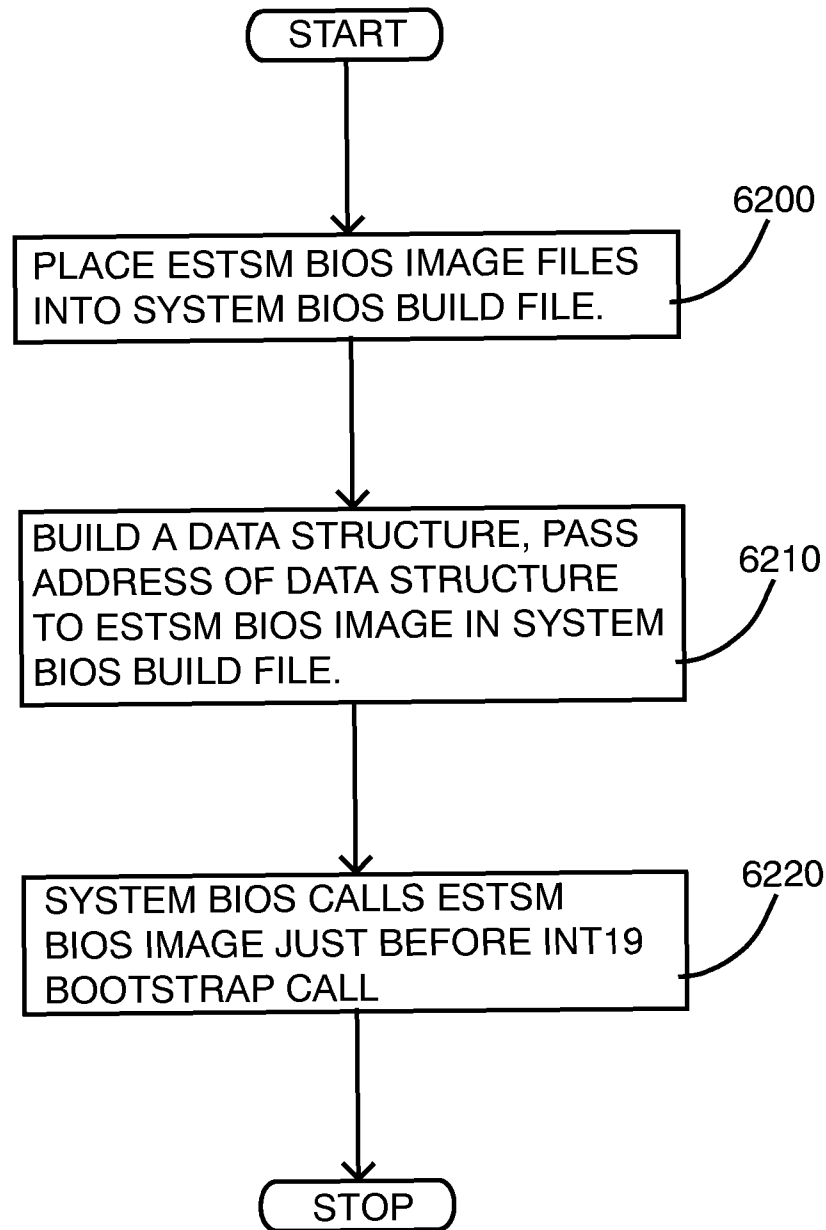 START
6200
PLACE ESTSM BIOS IMAGE FILES
INTO SYSTEM BIOS BUILD FILE.
6210
BUILD A DATA STRUCTURE, PASS
ADDRESS OF DATA STRUCTURE
TO ESTSM BIOS IMAGE IN SYSTEM
BIOS BUILD FILE.
6220
SYSTEM BIOS CALLS ESTSM
BIOS IMAGE JUST BEFORE INT19
BOOTSTRAP CALL
STOP